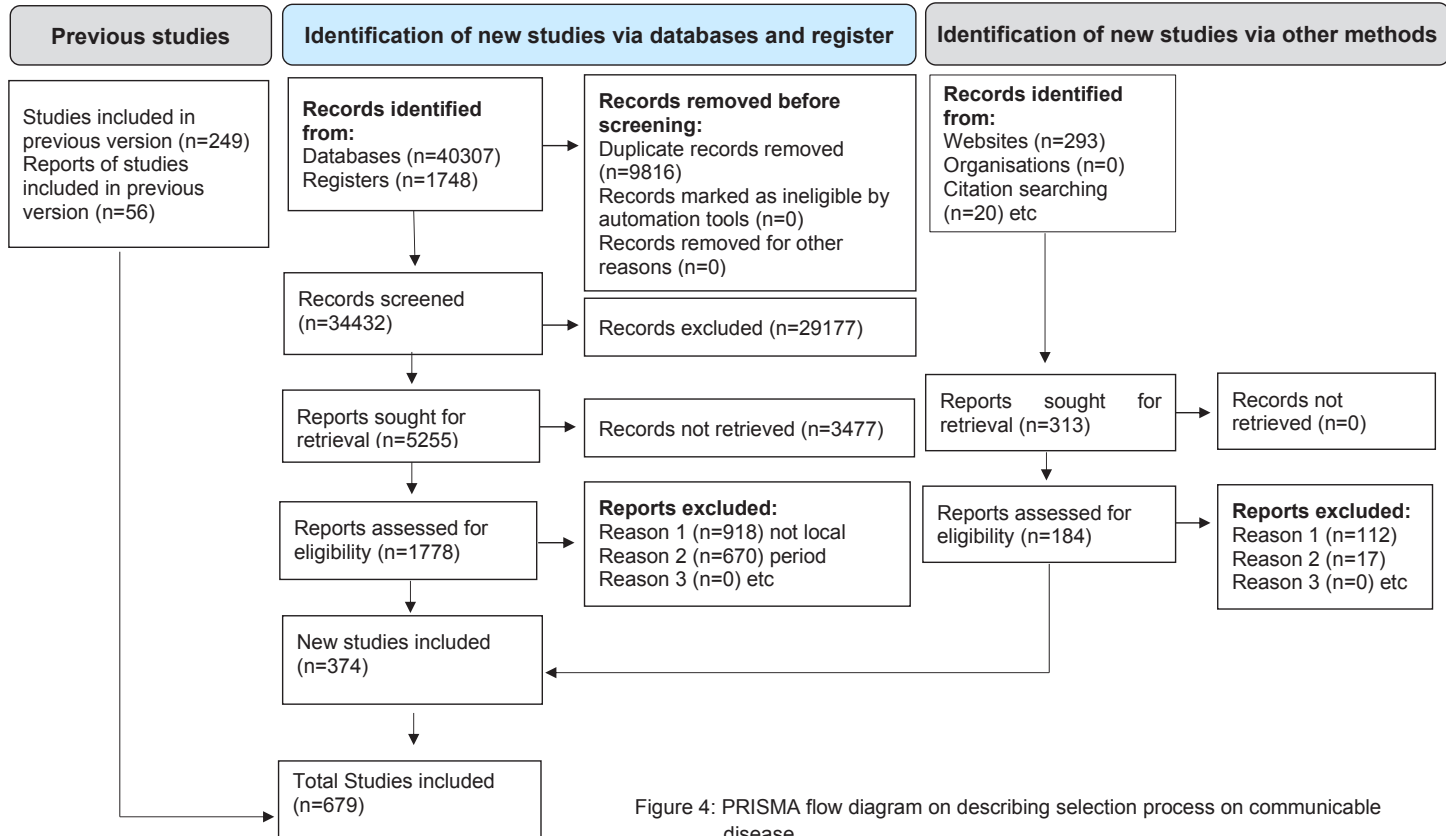 Previous studies
Identification of new studies via databases and register
Identification of new studies via other methods
Studies included in
previous version (n=249)
Reports of studies
included in previous
version (n=56)
Records identified
from:
Databases (n=40307)
Registers (n=1748)
Records removed before
screening:
Duplicate records removed
(n=9816)
Records marked as ineligible by
automation tools (n=0)
Records removed for other
reasons (n=0)
Records identified
from:
Websites (n=293)
Organisations (n=0)
Citation searching
(n=20) etc
Records screened
(n=34432)
Records excluded (n=29177)
Reports sought for
retrieval (n=5255)
Records not retrieved (n=3477)
Reports sought for
retrieval (n=313)
Records not
retrieved (n=0)
Reports assessed for
eligibility (n=1778)
Reports excluded:
Reason 1 (n=918) not local
Reason 2 (n=670) period
Reason 3 (n=0) etc
Reports assessed for
eligibility (n=184)
Reports excluded:
Reason 1 (n=112)
Reason 2 (n=17)
Reason 3 (n=0) etc
New studies included
(n=374)
Total Studies included
(n=679)
Figure 4: PRISMA flow diagram on describing selection process on communicable
disease